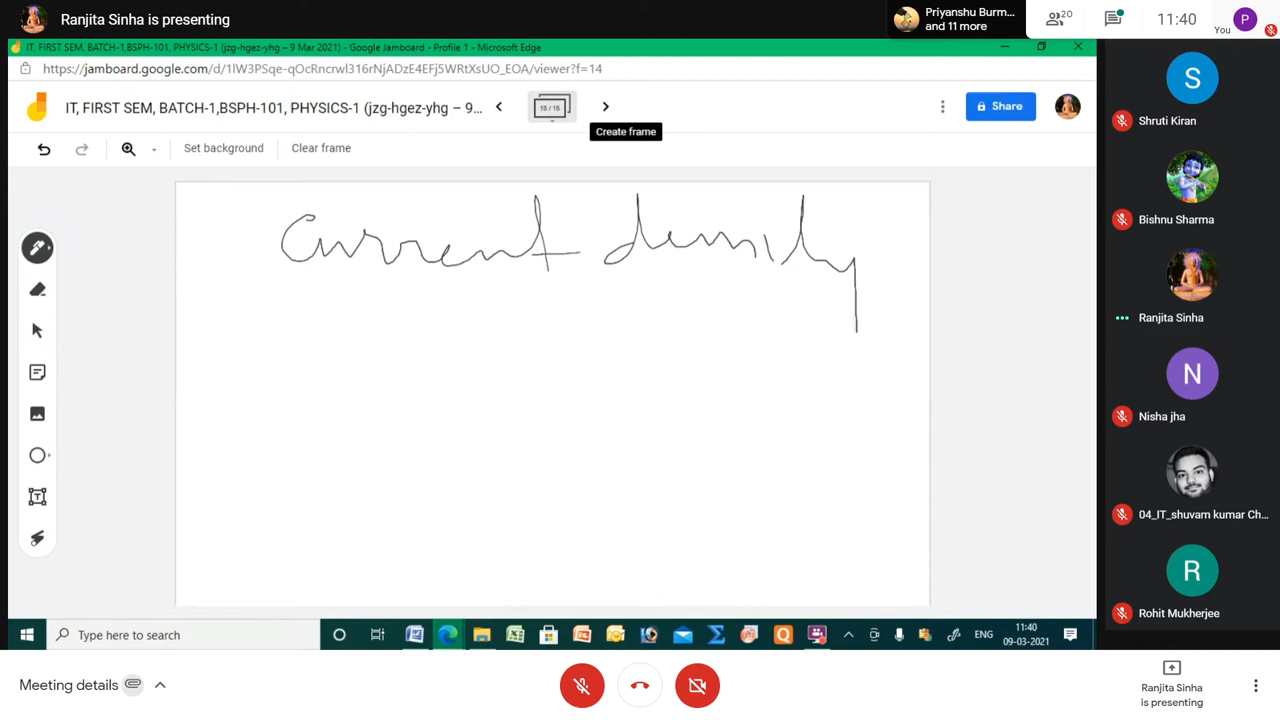 Ranjita Sinha is presenting
Priyanshu Burm...
and 11 more
20
11:40
You
P
IT, FIRST SEM, BATCH-1,BSPH-101, PHYSICS-1 (jzg-hgez-yhg – 9 Mar 2021) - Google Jamboard - Profile 1 - Microsoft Edge
https://jamboard.google.com/d/1lW3PSqe-qOcRncrwl316rNjADzE4EFj5WRtXsUO_EOA/viewer?f=14
IT, FIRST SEM, BATCH-1,BSPH-101, PHYSICS-1 (jzg-hgez-yhg – 9...
15 / 15
Share
Create frame
Set background
Clear frame
Current density
S
Shruti Kiran
Bishnu Sharma
Ranjita Sinha
N
Nisha jha
04_IT_shuvam kumar Ch...
R
Rohit Mukherjee
Type here to search
ENG
11:40
09-03-2021
Meeting details
Ranjita Sinha
is presenting